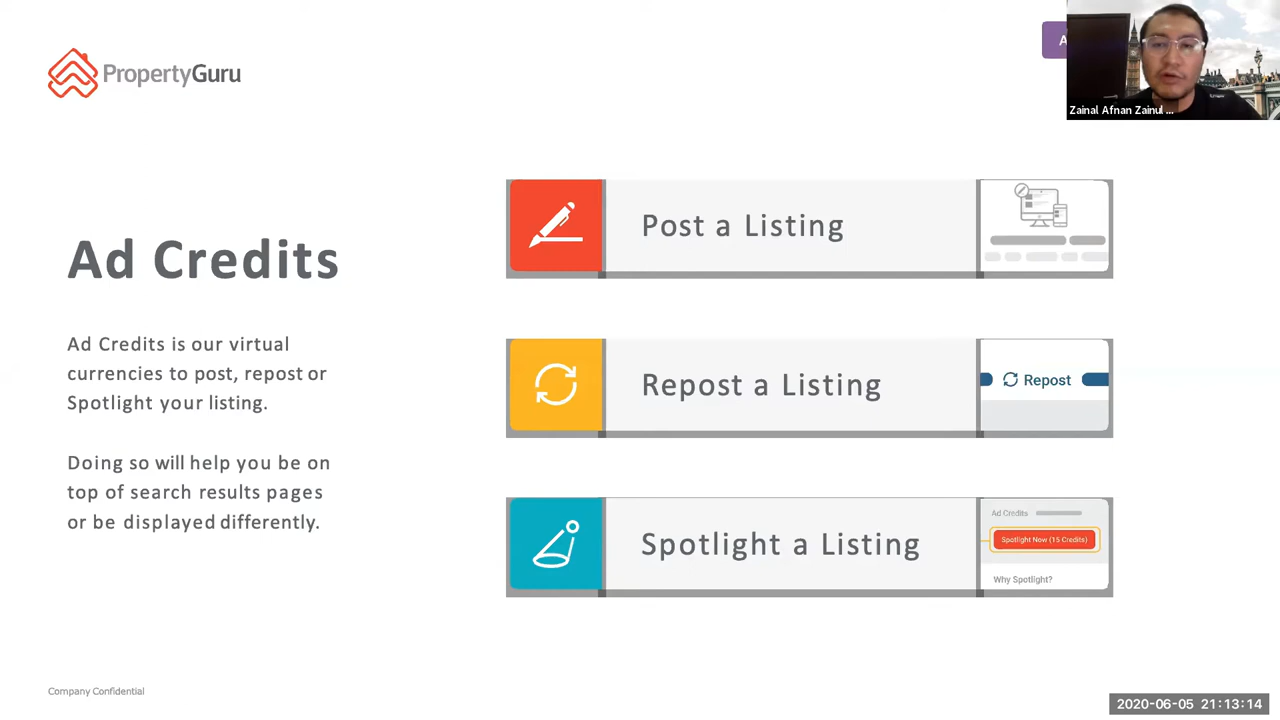 PropertyGuru
Zainal Afnan Zainul ...
Ad Credits
Ad Credits is our virtual
currencies to post, repost or
Spotlight your listing.
Doing so will help you be on
top of search results pages
or be displayed differently.
Post a Listing
Repost a Listing
Repost
Spotlight a Listing
Ad Credits
Spotlight Now (15 Credits)
Why Spotlight?
Company Confidential
2020-06-05 21:13:14